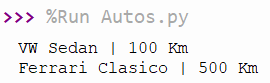 >>> %Run Autos.py
VW Sedan | 100 Km
Ferrari Clasico | 500 Km